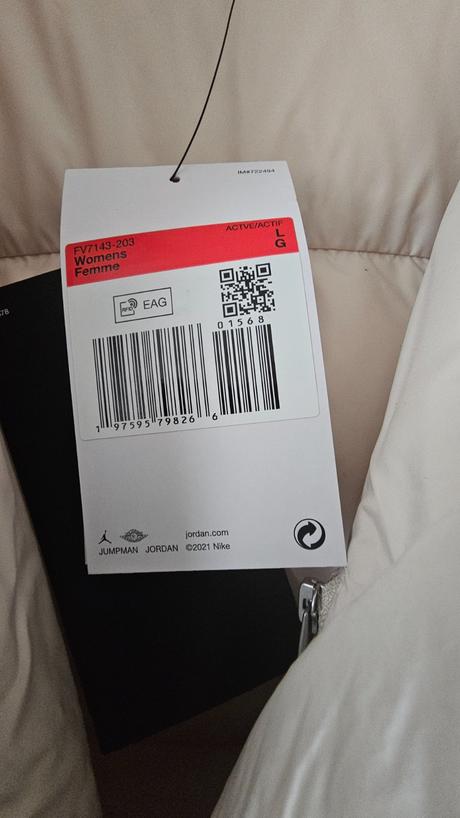 IM#722494
FV7143-203
Womens
Femme
ACTVE/ACTIF
L
G
RFID
EAG
01568
1 97595 79826 6
jordan.com
JUMPMAN JORDAN ©2021 Nike